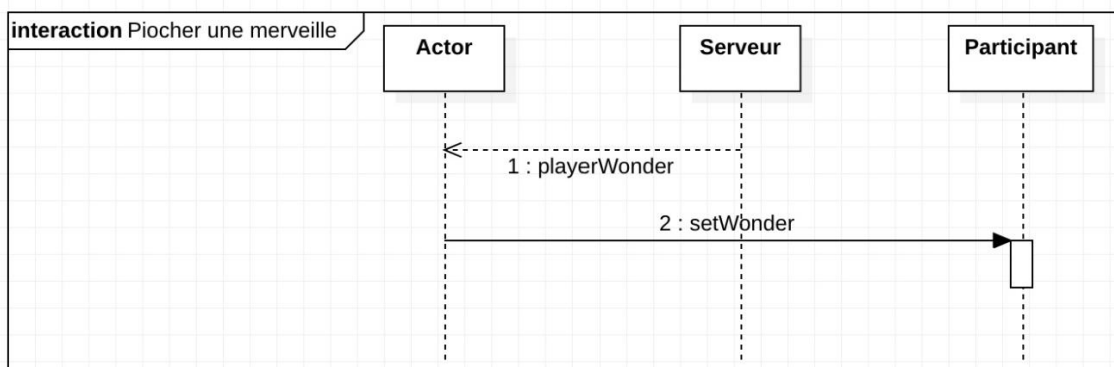 interaction Piocher une merveille
Actor
Serveur
Participant
1 : playerWonder
2 : setWonder